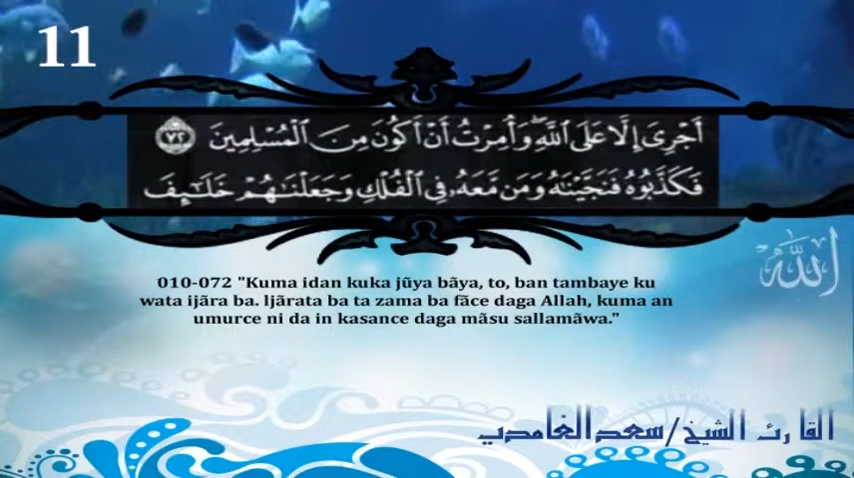 11
أَجْرِىَ إِلَّا عَلَى ٱللَّهِ ۖ وَأُمِرْتُ أَنْ أَكُونَ مِنَ ٱلْمُسْلِمِينَ ٧٢
فَكَذَّبُوهُ فَنَجَّيْنَٰهُ وَمَن مَّعَهُۥ فِى ٱلْفُلْكِ وَجَعَلْنَٰهُمْ خَلَٰٓئِفَ
الله
010-072 "Kuma idan kuka jũya bãya, to, ban tambaye ku
wata ijãra ba. Ijãrata ba ta zama ba fãce daga Allah, kuma an
umurce ni da in kasance daga mãsu sallamãwa."
القارئ الشيخ/سعد الغامدي